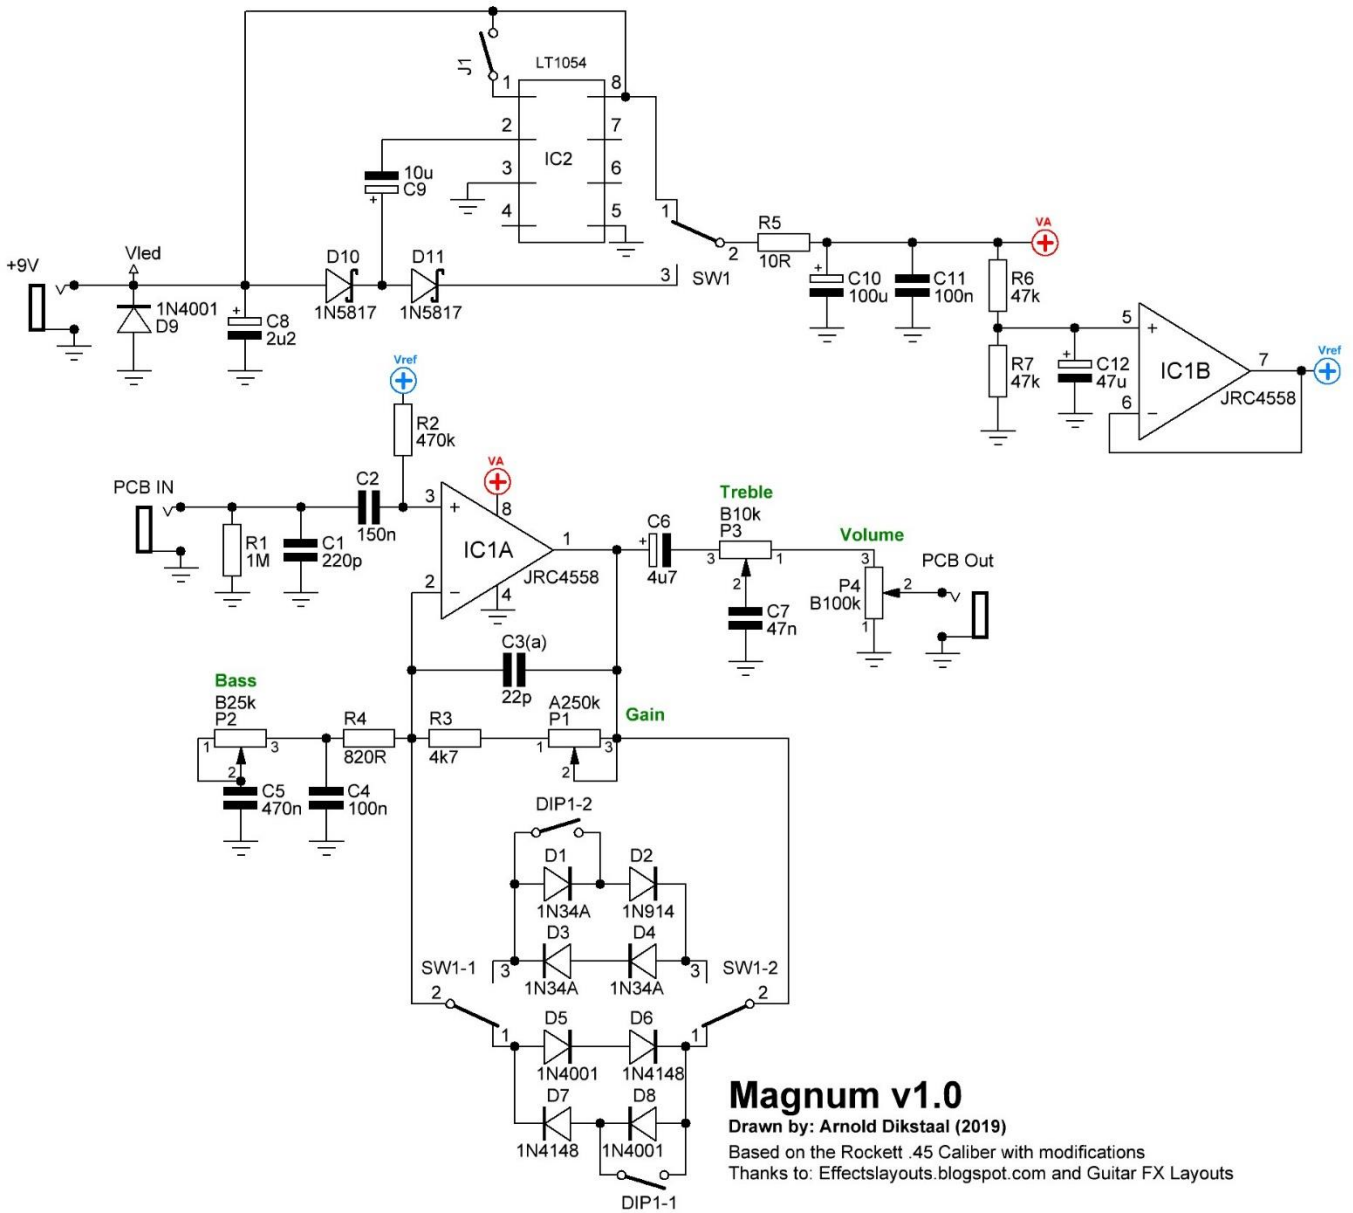 LT1054
J1
1
8
2
7
3
6
4
5
IC2
10u
C9
+
+9V
Vled
1N4001
D9
+
C8
2u2
D10
1N5817
D11
1N5817
1
2
3
SW1
R5
10R
VA
+
C10
100u
C11
100n
R6
47k
R7
47k
+
C12
47u
5
+
6
−
IC1B
7
JRC4558
Vref
Vref
R2
470k
PCB IN
R1
1M
C1
220p
C2
150n
VA
3
+
8
IC1A
1
JRC4558
2
−
4
C6
+
4u7
Treble
B10k
P3
3
1
2
C7
47n
Volume
3
P4
B100k
2
1
PCB Out
C3(a)
22p
Bass
B25k
P2
1
3
2
C5
470n
C4
100n
R4
820R
R3
4k7
A250k
P1
1
3
2
Gain
DIP1-2
D1
1N34A
D2
1N914
D3
1N34A
D4
1N34A
3
3
SW1-1
2
1
SW1-2
2
1
D5
1N4001
D6
1N4148
D7
1N4148
D8
1N4001
DIP1-1
Magnum v1.0
Drawn by: Arnold Dikstaal (2019)
Based on the Rockett .45 Caliber with modifications
Thanks to: Effectslayouts.blogspot.com and Guitar FX Layouts